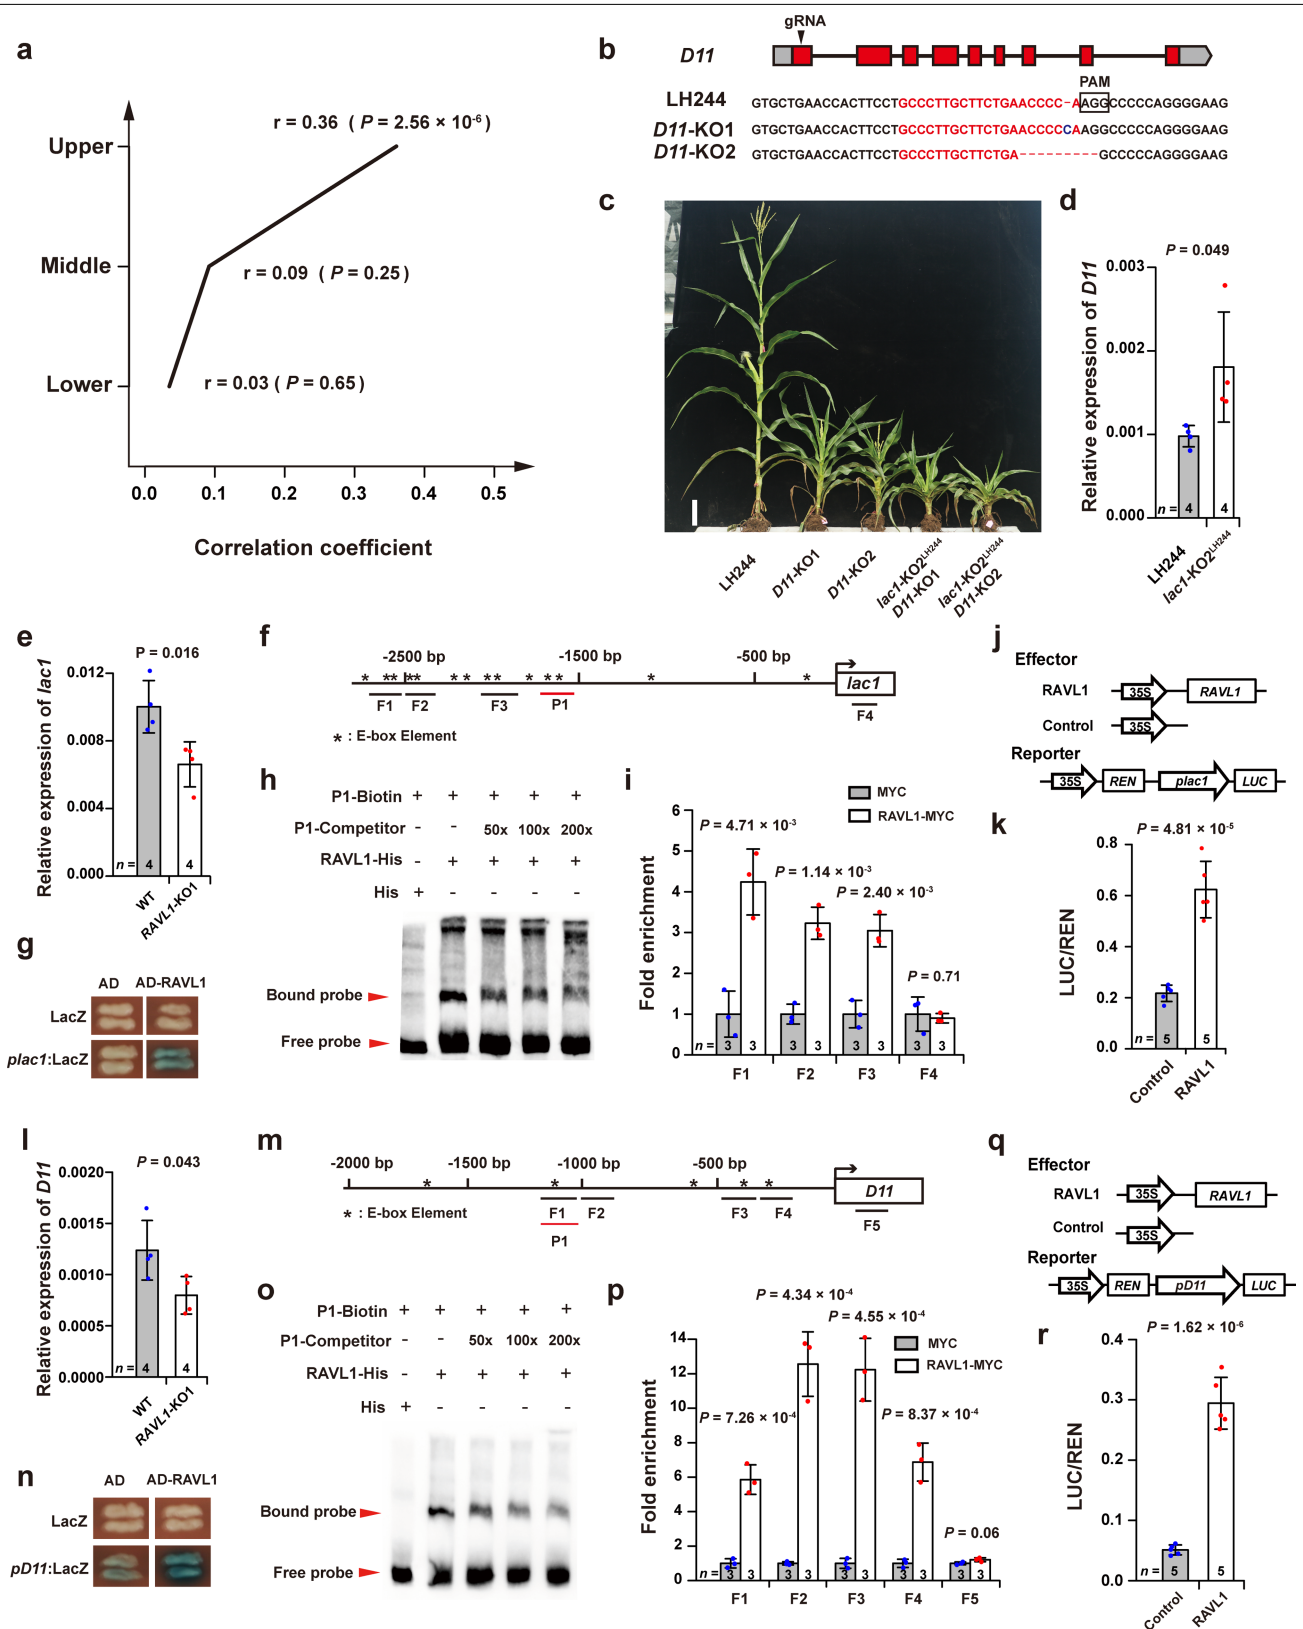 a
Upper
Middle
Lower
r = 0.36 ( P = 2.56 × 10⁻⁶)
r = 0.09 ( P = 0.25)
r = 0.03 ( P = 0.65)
0.0 0.1 0.2 0.3 0.4 0.5
Correlation coefficient
b
gRNA
D11
PAM
LH244 GTGCTGAACCACTTCCTGCCCTTGCTTCTGAACCCC-AAGGCCCCCAGGGGAAG
D11-KO1 GTGCTGAACCACTTCCTGCCCTTGCTTCTGAACCCCCAAGGCCCCCAGGGGAAG
D11-KO2 GTGCTGAACCACTTCCTGCCCTTGCTTCTGA----------GCCCCCAGGGGAAG
c
LH244
D11-KO1
D11-KO2
lac1-KO2ᴸᴴ²⁴⁴
D11-KO1
lac1-KO2ᴸᴴ²⁴⁴
D11-KO2
d
P = 0.049
Relative expression of D11
0.003
0.002
0.001
0.000
n = 4 4
LH244
lac1-KO2ᴸᴴ²⁴⁴
e
P = 0.016
Relative expression of lac1
0.012
0.008
0.004
0.000
n = 4 4
WT
RAVL1-KO1
f
-2500 bp -1500 bp -500 bp
* ** ** * * ** * ** * *
lac1
F1 F2 F3 P1 F4
* : E-box Element
g
AD AD-RAVL1
LacZ
plac1:LacZ
h
P1-Biotin + + + + +
P1-Competitor - - 50x 100x 200x
RAVL1-His - + + + +
His + - - - -
Bound probe
Free probe
i
MYC
RAVL1-MYC
P = 4.71 × 10⁻³
P = 1.14 × 10⁻³
P = 2.40 × 10⁻³
P = 0.71
Fold enrichment
6
5
4
3
2
1
0
n = 3 3 3 3 3 3 3 3
F1 F2 F3 F4
j
Effector
RAVL1 35S RAVL1
Control 35S
Reporter
35S REN plac1 LUC
k
P = 4.81 × 10⁻⁵
LUC/REN
0.8
0.6
0.4
0.2
0.0
n = 5 5
Control
RAVL1
l
P = 0.043
Relative expression of D11
0.0020
0.0015
0.0010
0.0005
0.0000
n = 4 4
WT
RAVL1-KO1
m
-2000 bp -1500 bp -1000 bp -500 bp
* * * * *
D11
* : E-box Element
F1 F2 F3 F4 F5
P1
n
AD AD-RAVL1
LacZ
pD11:LacZ
o
P1-Biotin + + + + +
P1-Competitor - - 50x 100x 200x
RAVL1-His - + + + +
His + - - - -
Bound probe
Free probe
p
P = 4.34 × 10⁻⁴
P = 4.55 × 10⁻⁴
MYC
RAVL1-MYC
P = 7.26 × 10⁻⁴
P = 8.37 × 10⁻⁴
P = 0.06
Fold enrichment
14
12
10
8
6
4
2
0
n = 3 3 3 3 3 3 3 3 3 3
F1 F2 F3 F4 F5
q
Effector
RAVL1 35S RAVL1
Control 35S
Reporter
35S REN pD11 LUC
r
P = 1.62 × 10⁻⁶
LUC/REN
0.4
0.3
0.2
0.1
0.0
n = 5 5
Control
RAVL1